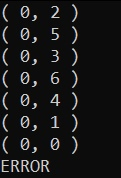 ( 0, 2 )
( 0, 5 )
( 0, 3 )
( 0, 6 )
( 0, 4 )
( 0, 1 )
( 0, 0 )
ERROR